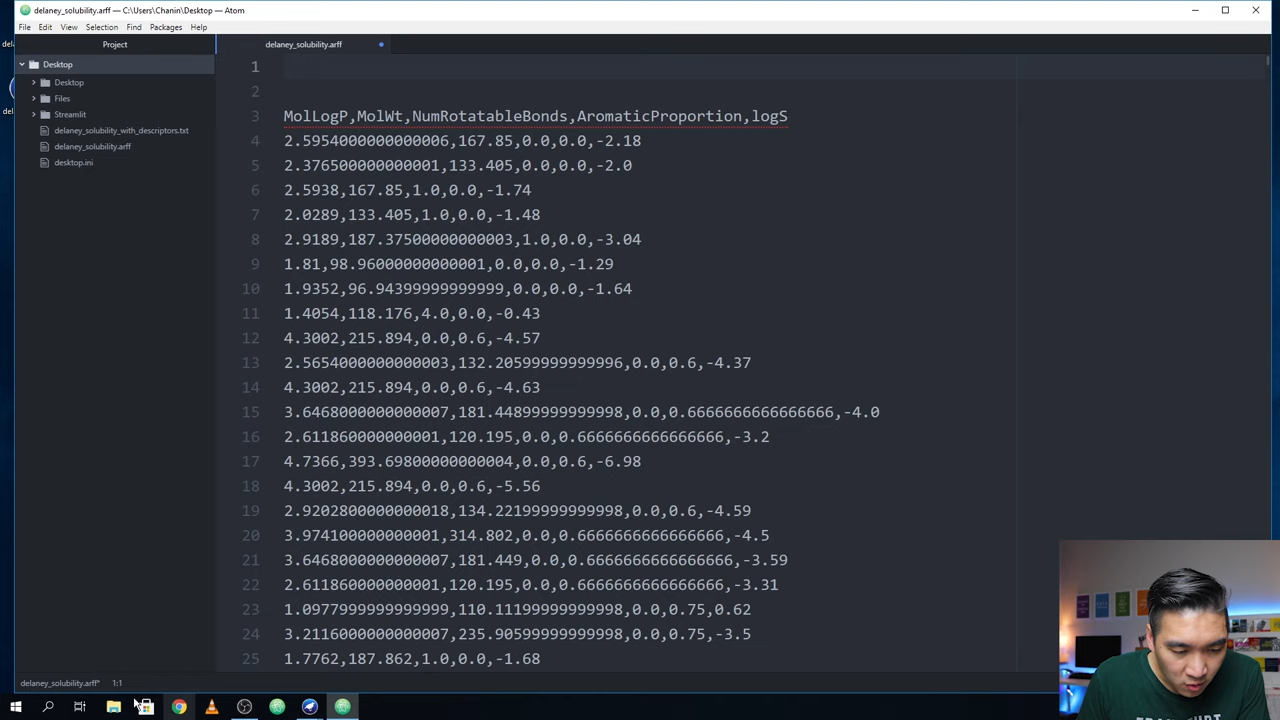 delaney_solubility.arff — C:\Users\Chanin\Desktop — Atom
File Edit View Selection Find Packages Help
Project
delaney_solubility.arff
Desktop
Desktop
Files
Streamlit
delaney_solubility_with_descriptors.txt
delaney_solubility.arff
desktop.ini
1
2
3 MolLogP,MolWt,NumRotatableBonds,AromaticProportion,logS
4 2.5954000000000006,167.85,0.0,0.0,-2.18
5 2.376500000000001,133.405,0.0,0.0,-2.0
6 2.5938,167.85,1.0,0.0,-1.74
7 2.0289,133.405,1.0,0.0,-1.48
8 2.9189,187.37500000000003,1.0,0.0,-3.04
9 1.81,98.96000000000001,0.0,0.0,-1.29
10 1.9352,96.94399999999999,0.0,0.0,-1.64
11 1.4054,118.176,4.0,0.0,-0.43
12 4.3002,215.894,0.0,0.6,-4.57
13 2.5654000000000003,132.20599999999996,0.0,0.6,-4.37
14 4.3002,215.894,0.0,0.6,-4.63
15 3.6468000000000007,181.44899999999998,0.0,0.6666666666666666,-4.0
16 2.611860000000001,120.195,0.0,0.6666666666666666,-3.2
17 4.7366,393.69800000000004,0.0,0.6,-6.98
18 4.3002,215.894,0.0,0.6,-5.56
19 2.9202800000000018,134.22199999999998,0.0,0.6,-4.59
20 3.974100000000001,314.802,0.0,0.6666666666666666,-4.5
21 3.6468000000000007,181.449,0.0,0.6666666666666666,-3.59
22 2.611860000000001,120.195,0.0,0.6666666666666666,-3.31
23 1.0977999999999999,110.11199999999998,0.0,0.75,0.62
24 3.2116000000000007,235.90599999999998,0.0,0.75,-3.5
25 1.7762,187.862,1.0,0.0,-1.68
delaney_solubility.arff* 1:1